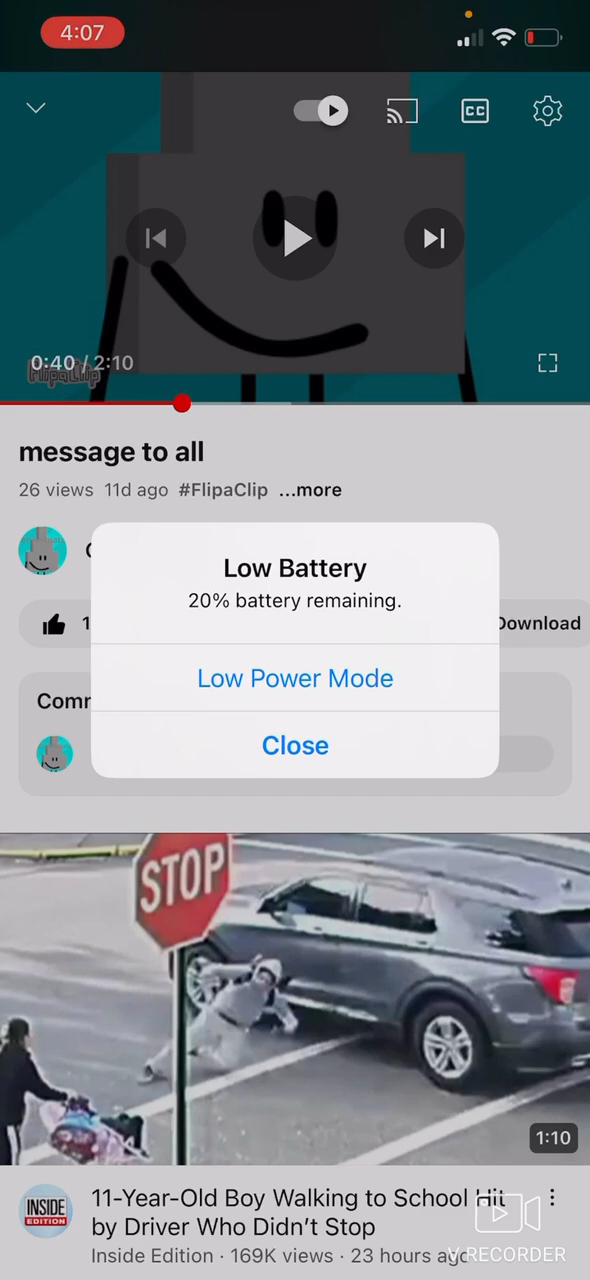 4:07
CC
0:40 / 2:10
FlipaClip
message to all
26 views 11d ago #FlipaClip ...more
Low Battery
20% battery remaining.
1
Download
Low Power Mode
Close
STOP
1:10
INSIDE
EDITION
11-Year-Old Boy Walking to School Hit
by Driver Who Didn't Stop
Inside Edition · 169K views · 23 hours ago
V RECORDER